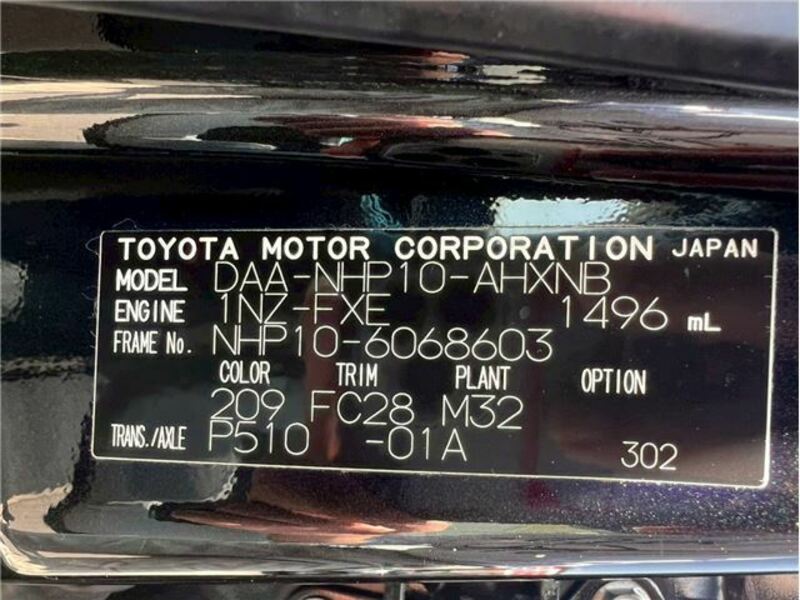 TOYOTA MOTOR CORPORATION JAPAN
MODEL DAA-NHP10-AHXNB
ENGINE 1NZ-FXE 1496 mL
FRAME No. NHP10-6068603
COLOR TRIM PLANT OPTION
209 FC28 M32
TRANS./AXLE P510 -01A 302